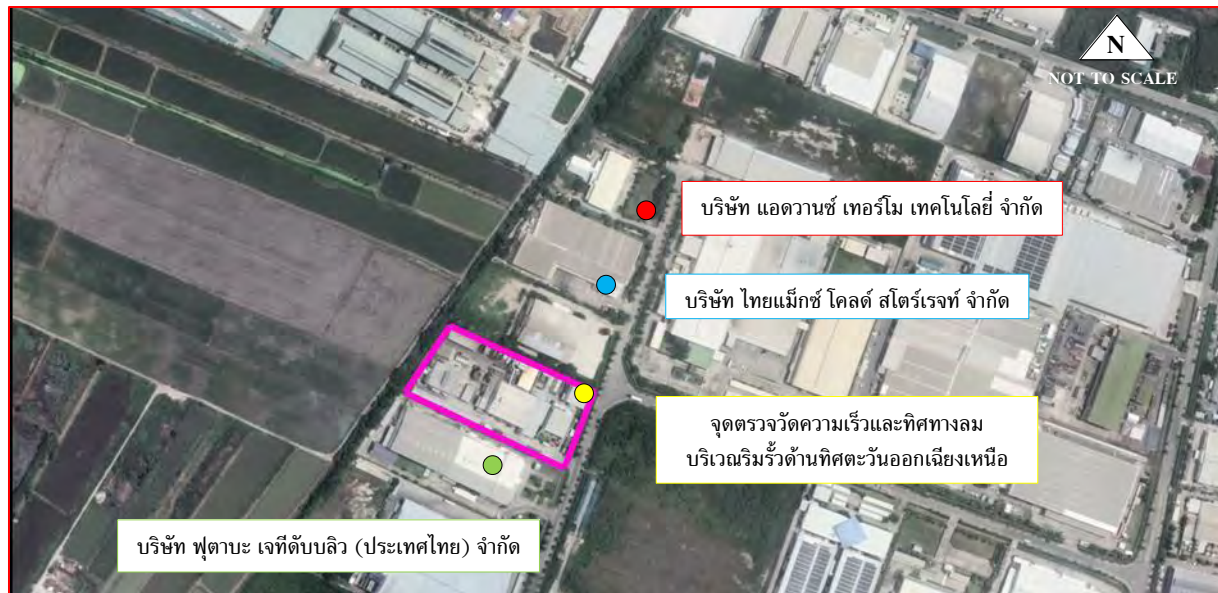 N
NOT TO SCALE
บริษัท แอดวานซ์ เทอร์โม เทคโนโลยี่ จำกัด
บริษัท ไทยแม็กซ์ โคลด์ สโตร์เรจท์ จำกัด
จุดตรวจวัดความเร็วและทิศทางลม
บริเวณริมรั้วด้านทิศตะวันออกเฉียงเหนือ
บริษัท ฟุตาบะ เจทีดับบลิว (ประเทศไทย) จำกัด